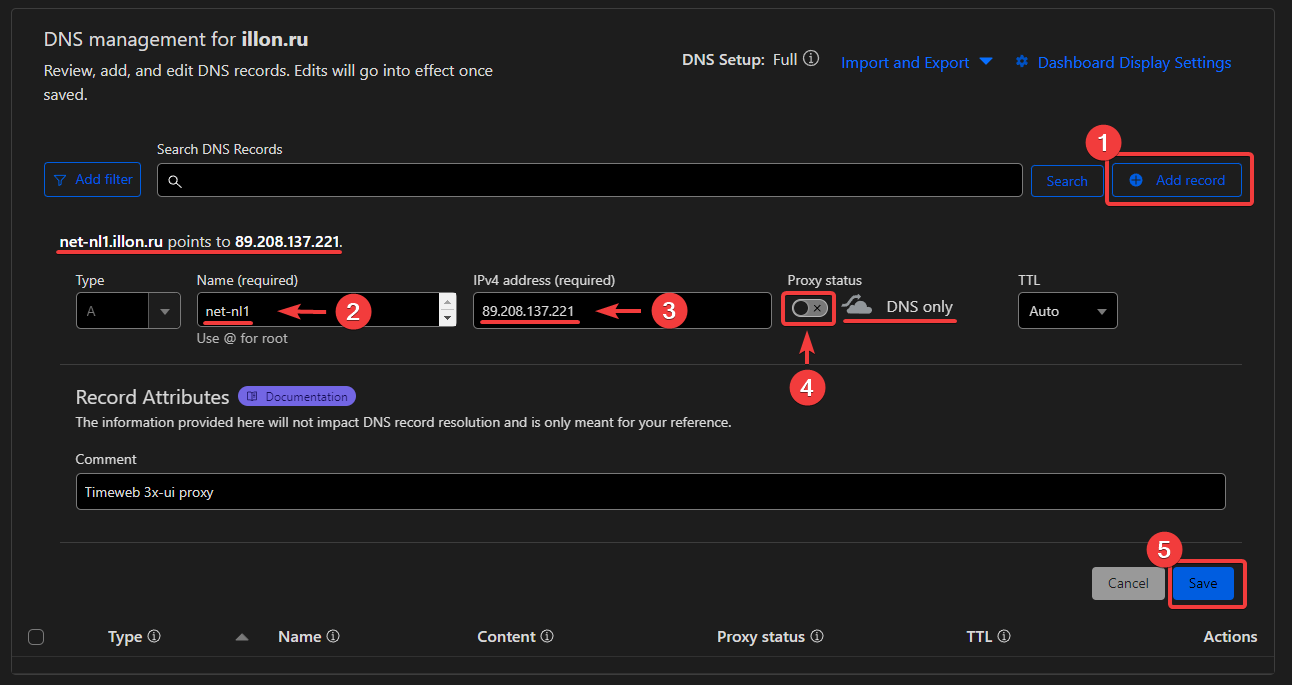 DNS management for illon.ru
Review, add, and edit DNS records. Edits will go into effect once
saved.
DNS Setup: Full
Import and Export
Dashboard Display Settings
Search DNS Records
1
Add filter
Search
Add record
net-nl1.illon.ru points to 89.208.137.221.
Type
Name (required)
IPv4 address (required)
Proxy status
TTL
A
net-nl1
2
89.208.137.221
3
DNS only
Auto
Use @ for root
4
Record Attributes
Documentation
The information provided here will not impact DNS record resolution and is only meant for your reference.
Comment
Timeweb 3x-ui proxy
5
Cancel
Save
Type
Name
Content
Proxy status
TTL
Actions